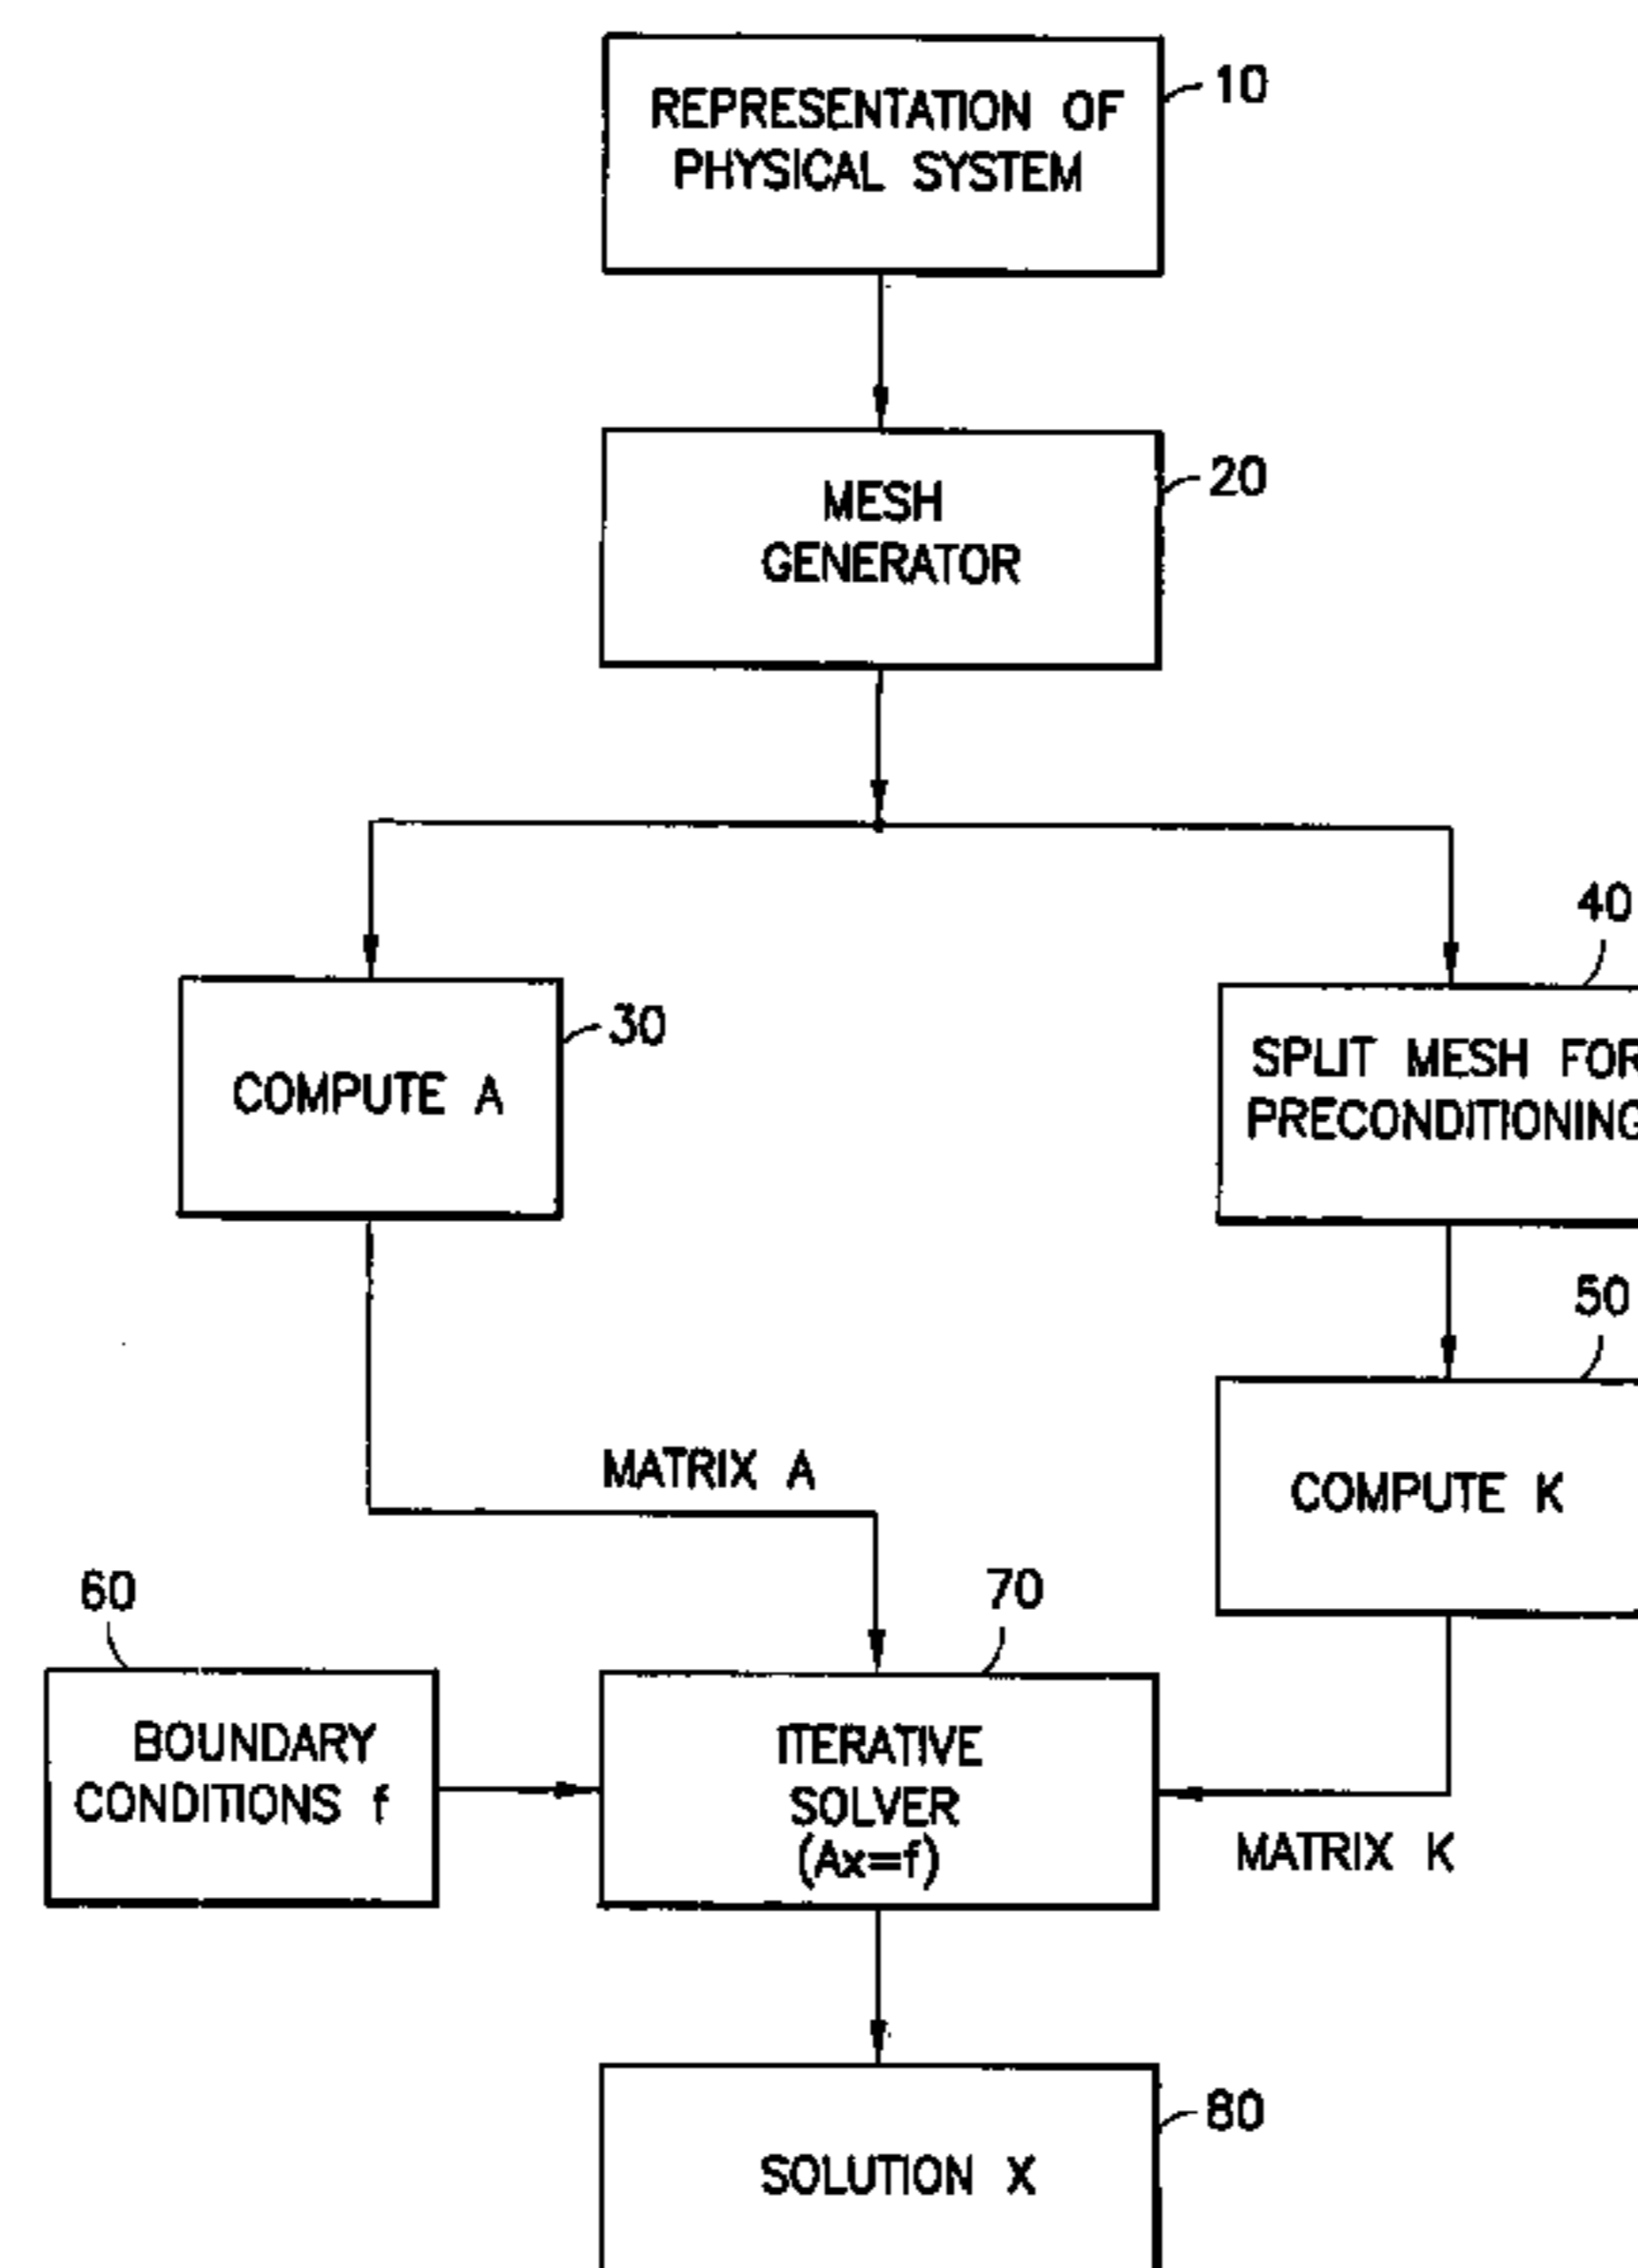 REPRESENTATION OF
PHYSICAL SYSTEM
10
MESH
GENERATOR
20
40
COMPUTE A
30
SPLIT MESH FOR
PRECONDITIONING
50
MATRIX A
COMPUTE K
60
70
BOUNDARY
CONDITIONS f
ITERATIVE
SOLVER
(Ax=f)
MATRIX K
80
SOLUTION X